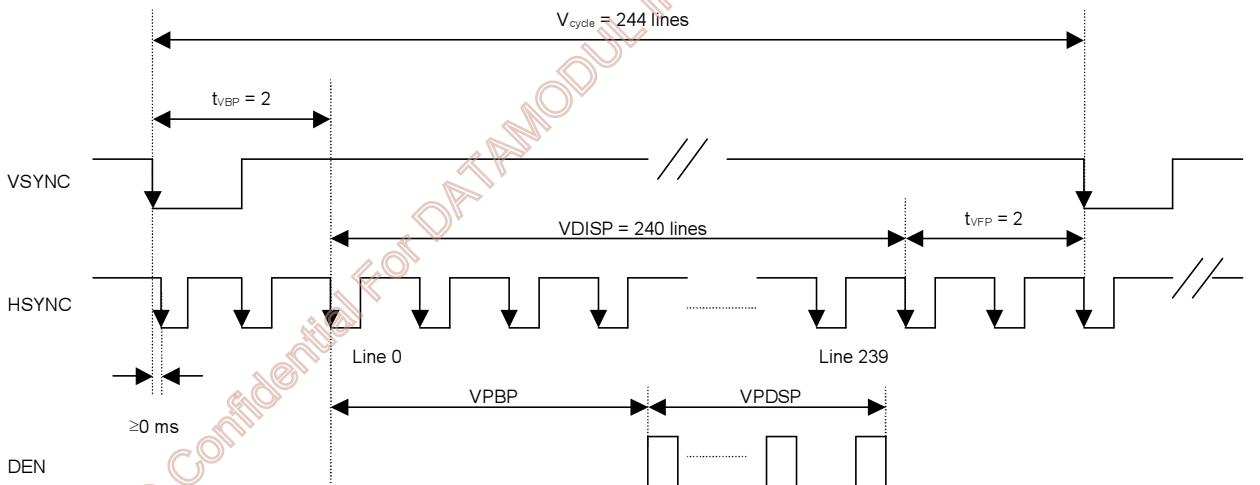 Vcycle = 244 lines
tVBP = 2
VSYNC
VDISP = 240 lines
tVFP = 2
HSYNC
Line 0
Line 239
≥0 ms
VPBP
VPDSP
DEN
Confidential For DATAMODUL